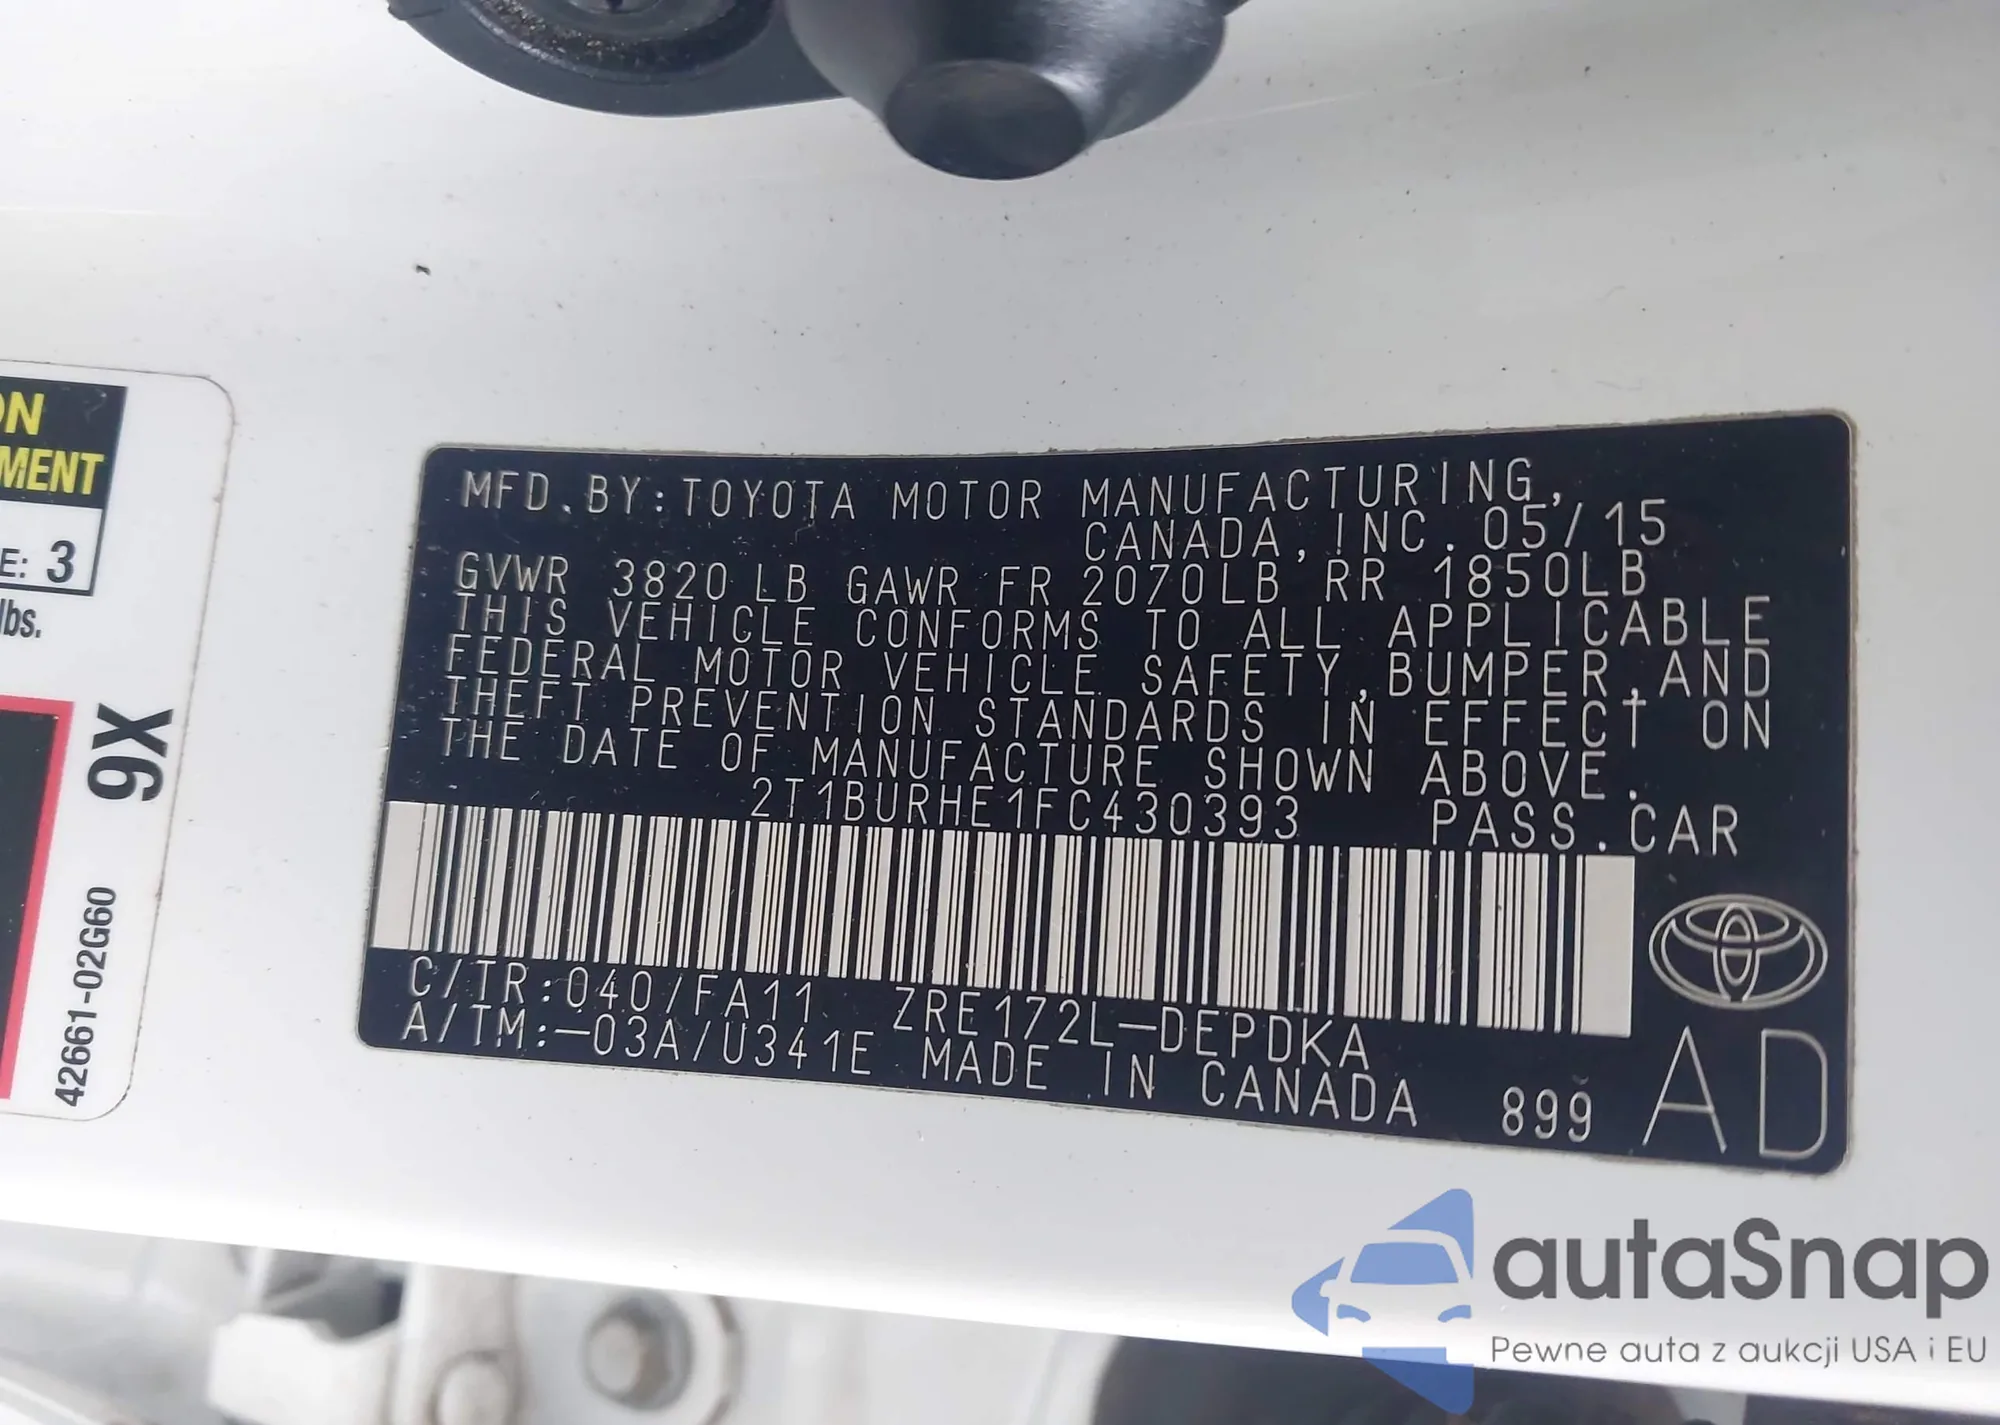 ON
MENT
E: 3
lbs.
9X
42661-02G60
MFD.BY:TOYOTA MOTOR MANUFACTURING,
CANADA,INC. 05/15
GVWR 3820 LB GAWR FR 2070LB RR 1850LB
THIS VEHICLE CONFORMS TO ALL APPLICABLE
FEDERAL MOTOR VEHICLE SAFETY,BUMPER,AND
THEFT PREVENTION STANDARDS IN EFFECT ON
THE DATE OF MANUFACTURE SHOWN ABOVE.
2T1BURHE1FC430393 PASS.CAR
C/TR:040/FA11 ZRE172L-DEPDKA
A/TM:-03A/U341E MADE IN CANADA 899 AD
autaSnap
Pewne auta z aukcji USA i EU